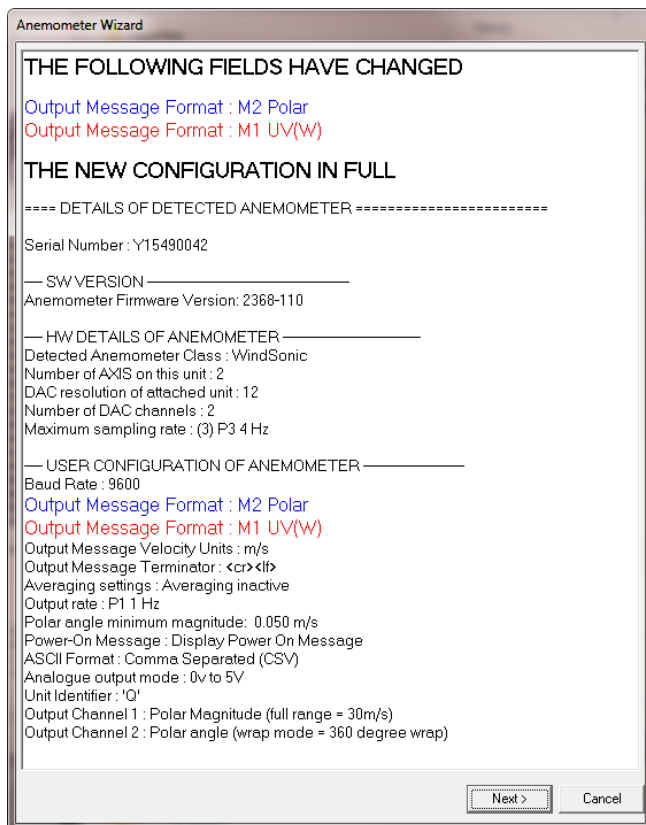 Anemometer Wizard
THE FOLLOWING FIELDS HAVE CHANGED
Output Message Format : M2 Polar
Output Message Format : M1 UV(W)
THE NEW CONFIGURATION IN FULL
==== DETAILS OF DETECTED ANEMOMETER ========================
Serial Number : Y15490042
— SW VERSION ————————————
Anemometer Firmware Version: 2368-110
— HW DETAILS OF ANEMOMETER ————————
Detected Anemometer Class : WindSonic
Number of AXIS on this unit : 2
DAC resolution of attached unit : 12
Number of DAC channels : 2
Maximum sampling rate : (3) P3 4 Hz
— USER CONFIGURATION OF ANEMOMETER ——————
Baud Rate : 9600
Output Message Format : M2 Polar
Output Message Format : M1 UV(W)
Output Message Velocity Units : m/s
Output Message Terminator : <cr><lf>
Averaging settings : Averaging inactive
Output rate : P1 1 Hz
Polar angle minimum magnitude: 0.050 m/s
Power-On Message : Display Power On Message
ASCII Format : Comma Separated (CSV)
Analogue output mode : 0v to 5V
Unit Identifier : 'Q'
Output Channel 1 : Polar Magnitude (full range = 30m/s)
Output Channel 2 : Polar angle (wrap mode = 360 degree wrap)
Next >
Cancel